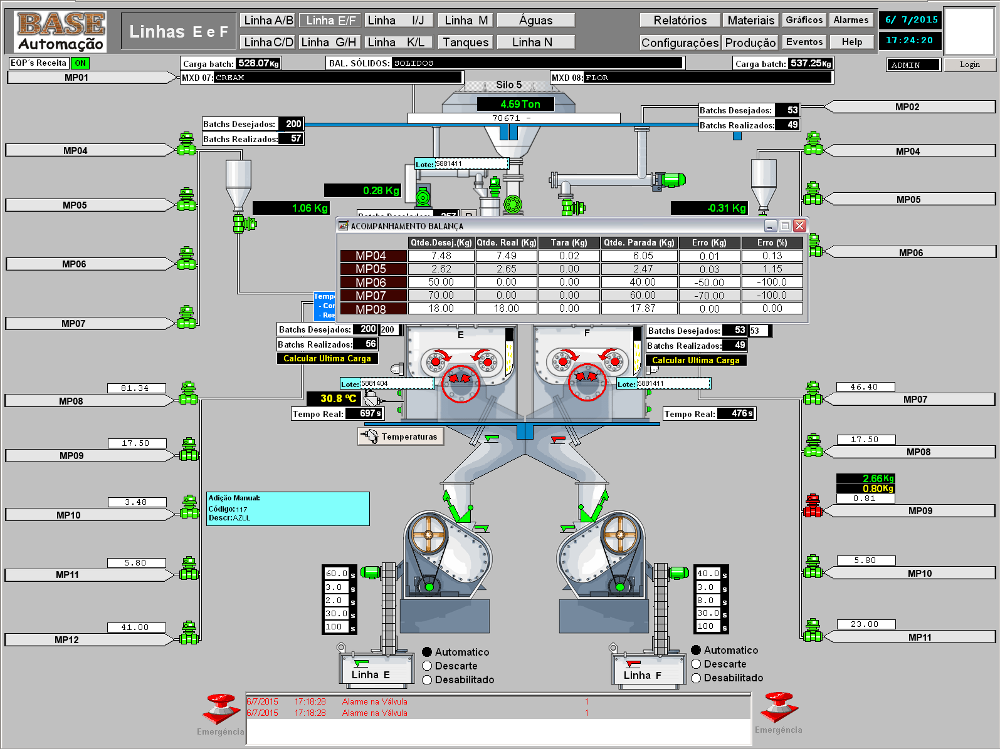 BASE
Automação
Linhas E e F
Linha A/B
Linha E/F
Linha I/J
Linha M
Águas
Relatórios
Materiais
Gráficos
Alarmes
6/ 7/2015
Linha C/D
Linha G/H
Linha K/L
Tanques
Linha N
Configurações
Produção
Eventos
Help
17:24:20
EQP´s Receita
ON
Carga batch: 528.07Kg
BAL. SÓLIDOS: SOLIDOS
Carga batch: 537.25Kg
ADMIN
Login
MP01
MXD 07: CREAM
MXD 08: FLOR
Silo 5
4.59 Ton
70671 -
MP02
Batchs Desejados: 200
Batchs Realizados: 57
Batchs Desejados: 53
Batchs Realizados: 49
MP04
MP04
Lote: 5881411
0.28 Kg
1.06 Kg
-0.31 Kg
MP05
MP05
Batchs Desejados: 257
ACOMPANHAMENTO BALANÇA
Qtde.Desej.(Kg) Qtde. Real (Kg) Tara (Kg) Qtde. Parada (Kg) Erro (Kg) Erro (%)
MP04 7.48 7.49 0.02 6.05 0.01 0.13
MP05 2.62 2.65 0.00 2.47 0.03 1.15
MP06 50.00 0.00 0.00 40.00 -50.00 -100.0
MP07 70.00 0.00 0.00 60.00 -70.00 -100.0
MP08 18.00 18.00 0.00 17.87 0.00 0.00
MP06
MP06
MP07
Batchs Desejados: 200 200
Batchs Realizados: 56
Calcular Ultima Carga
E
F
Batchs Desejados: 53 53
Batchs Realizados: 49
Calcular Ultima Carga
Lote: 5881404
Lote: 5881411
81.34
MP08
30.8 ºC
Tempo Real: 697 s
Tempo Real: 476 s
46.40
MP07
Temperaturas
17.50
MP09
17.50
MP08
2.66Kg
0.80Kg
0.81
MP09
3.48
MP10
Adição Manual:
Código: 117
Descr: AZUL
5.80
MP11
5.80
MP10
60.0 s
3.0 s
2.0 s
30.0 s
100 s
40.0 s
3.0 s
8.0 s
30.0 s
100 s
41.00
MP12
23.00
MP11
Linha E
Automatico
Descarte
Desabilitado
Linha F
Automatico
Descarte
Desabilitado
6/7/2015 17:18:28 Alarme na Válvula 1
6/7/2015 17:18:28 Alarme na Válvula 1
Emergência
Emergência